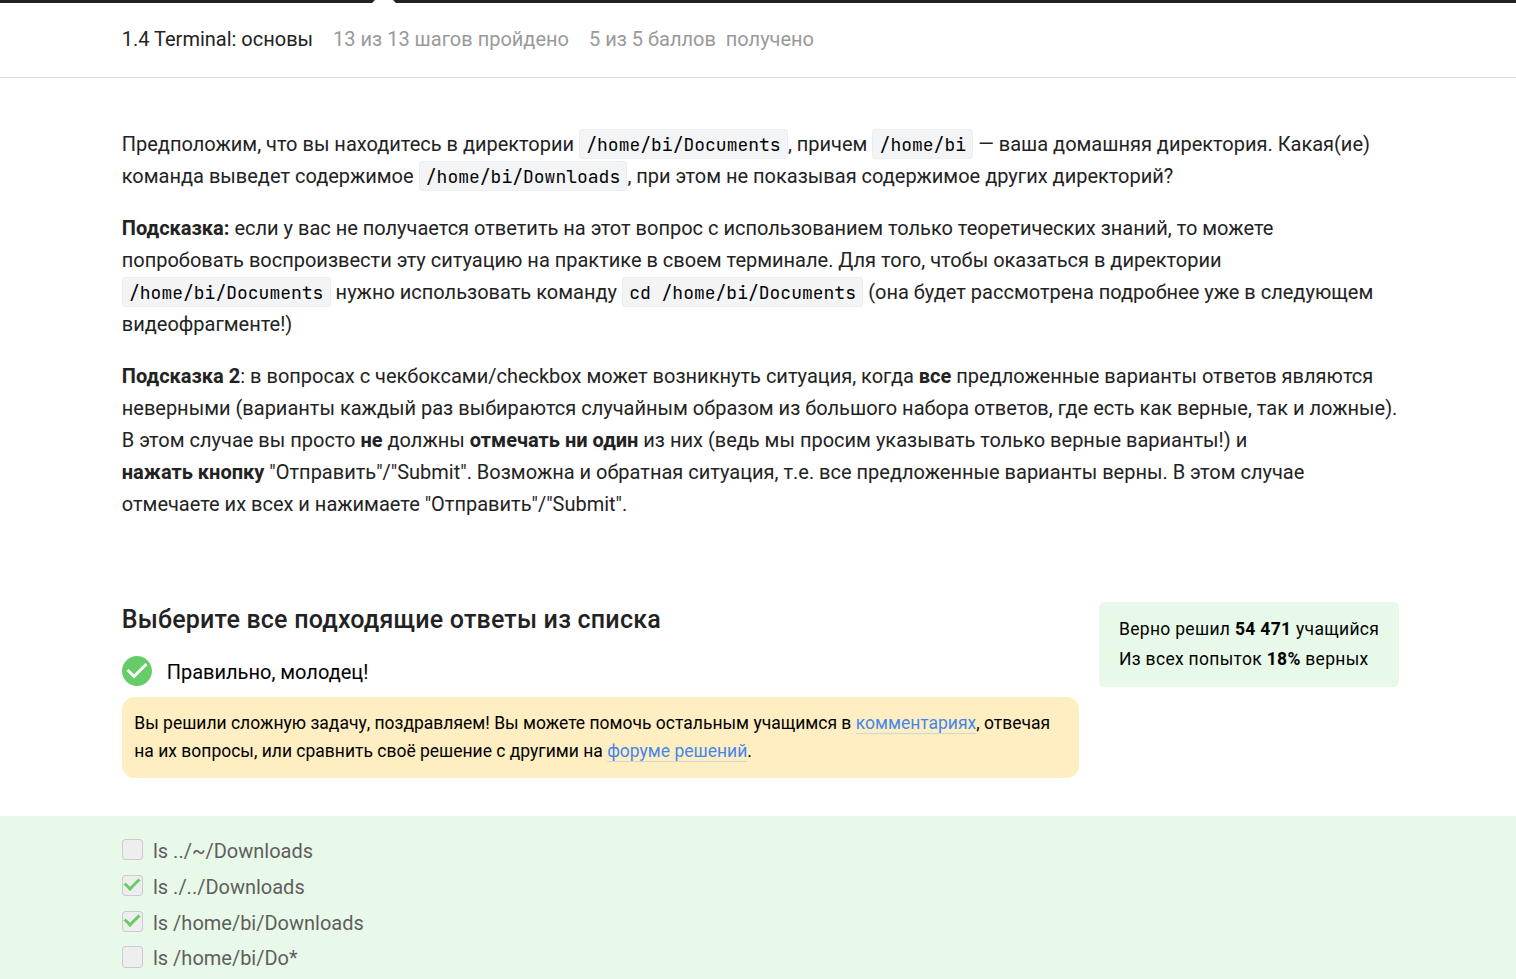 1.4 Terminal: основы 13 из 13 шагов пройдено 5 из 5 баллов получено
Предположим, что вы находитесь в директории /home/bi/Documents, причем /home/bi — ваша домашняя директория. Какая(ие)
команда выведет содержимое /home/bi/Downloads, при этом не показывая содержимое других директорий?
Подсказка: если у вас не получается ответить на этот вопрос с использованием только теоретических знаний, то можете
попробовать воспроизвести эту ситуацию на практике в своем терминале. Для того, чтобы оказаться в директории
/home/bi/Documents нужно использовать команду cd /home/bi/Documents (она будет рассмотрена подробнее уже в следующем
видеофрагменте!)
Подсказка 2: в вопросах с чекбоксами/checkbox может возникнуть ситуация, когда все предложенные варианты ответов являются
неверными (варианты каждый раз выбираются случайным образом из большого набора ответов, где есть как верные, так и ложные).
В этом случае вы просто не должны отмечать ни один из них (ведь мы просим указывать только верные варианты!) и
нажать кнопку "Отправить"/"Submit". Возможна и обратная ситуация, т.е. все предложенные варианты верны. В этом случае
отмечаете их всех и нажимаете "Отправить"/"Submit".
Выберите все подходящие ответы из списка
Верно решил 54 471 учащийся
Из всех попыток 18% верных
Правильно, молодец!
Вы решили сложную задачу, поздравляем! Вы можете помочь остальным учащимся в комментариях, отвечая
на их вопросы, или сравнить своё решение с другими на форуме решений.
ls ../~/Downloads
ls ./../Downloads
ls /home/bi/Downloads
ls /home/bi/Do*